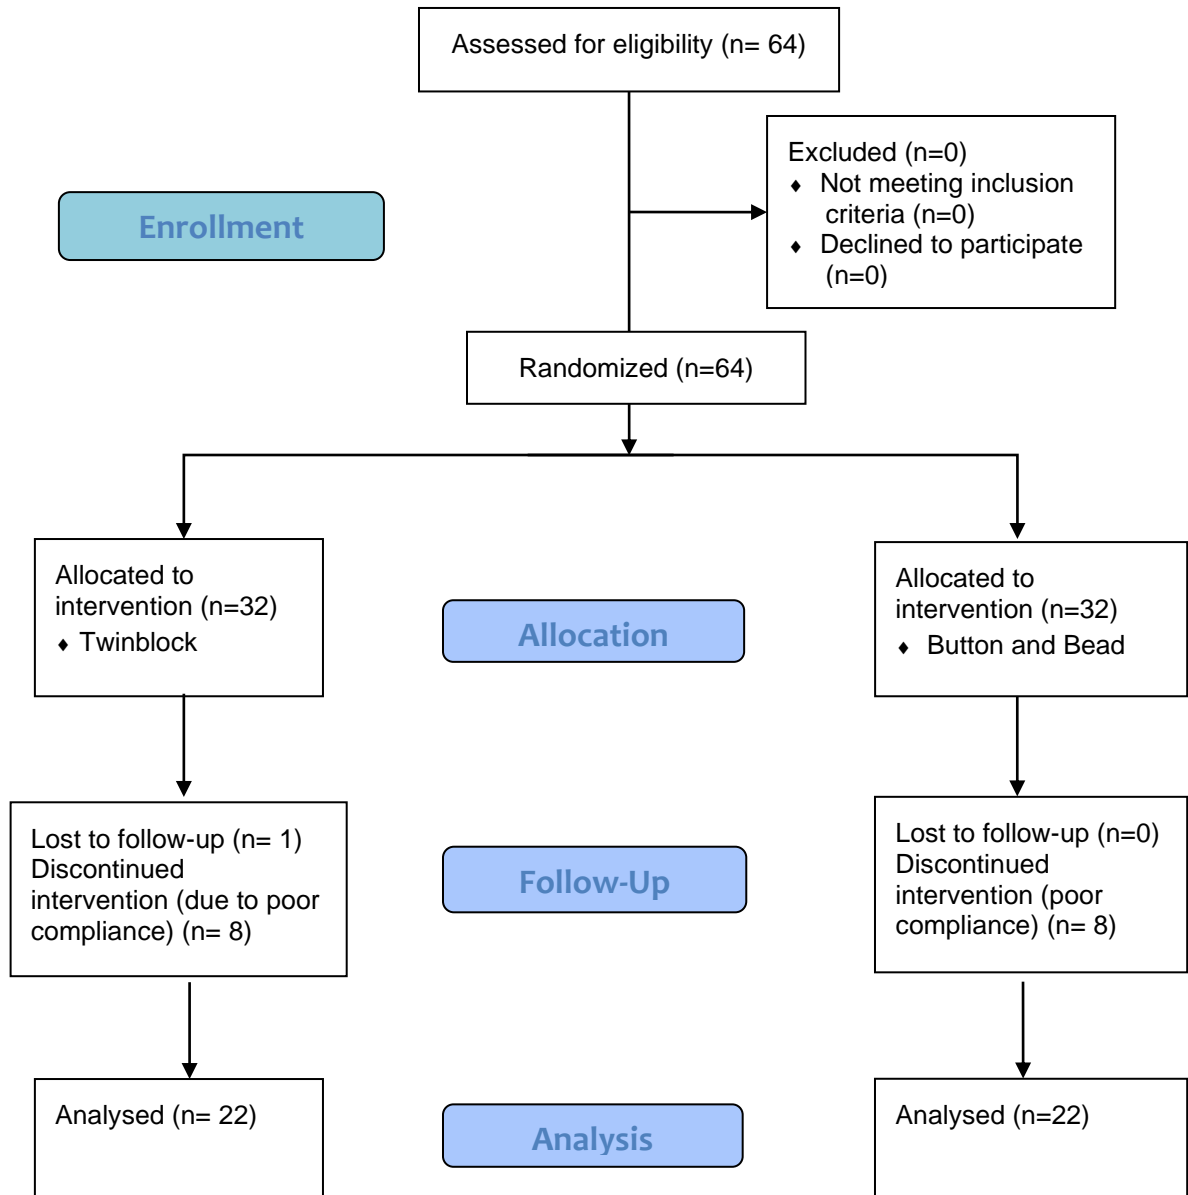 Assessed for eligibility (n= 64)
Excluded (n=0)
♦ Not meeting inclusion
criteria (n=0)
♦ Declined to participate
(n=0)
Enrollment
Randomized (n=64)
Allocated to
intervention (n=32)
♦ Twinblock
Allocation
Allocated to
intervention (n=32)
♦ Button and Bead
Lost to follow-up (n= 1)
Discontinued
intervention (due to poor
compliance) (n= 8)
Follow-Up
Lost to follow-up (n=0)
Discontinued
intervention (poor
compliance) (n= 8)
Analysed (n= 22)
Analysis
Analysed (n=22)